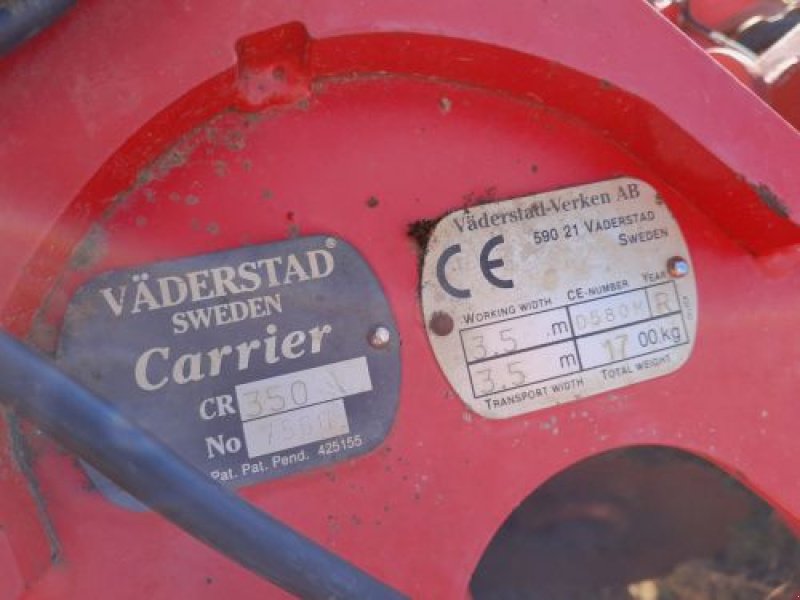 VÄDERSTAD®
SWEDEN
Carrier
CR 350
No
Pat. Pat. Pend. 425155
Väderstad-Verken AB
590 21 VÄDERSTAD
SWEDEN
CE
WORKING WIDTH CE-NUMBER YEAR
3.5 m R
3.5 m 1700.kg
TRANSPORT WIDTH TOTAL WEIGHT